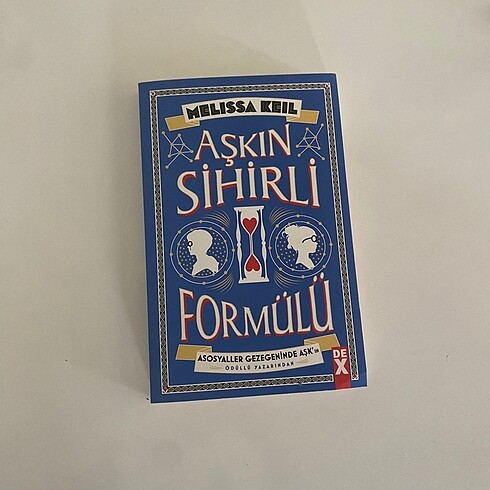 MELISSA KEIL
AŞKIN
SİHİRLİ
FORMÜLÜ
ASOSYALLER GEZEGENİNDE AŞK'ın
ÖDÜLLÜ YAZARINDAN
DEX